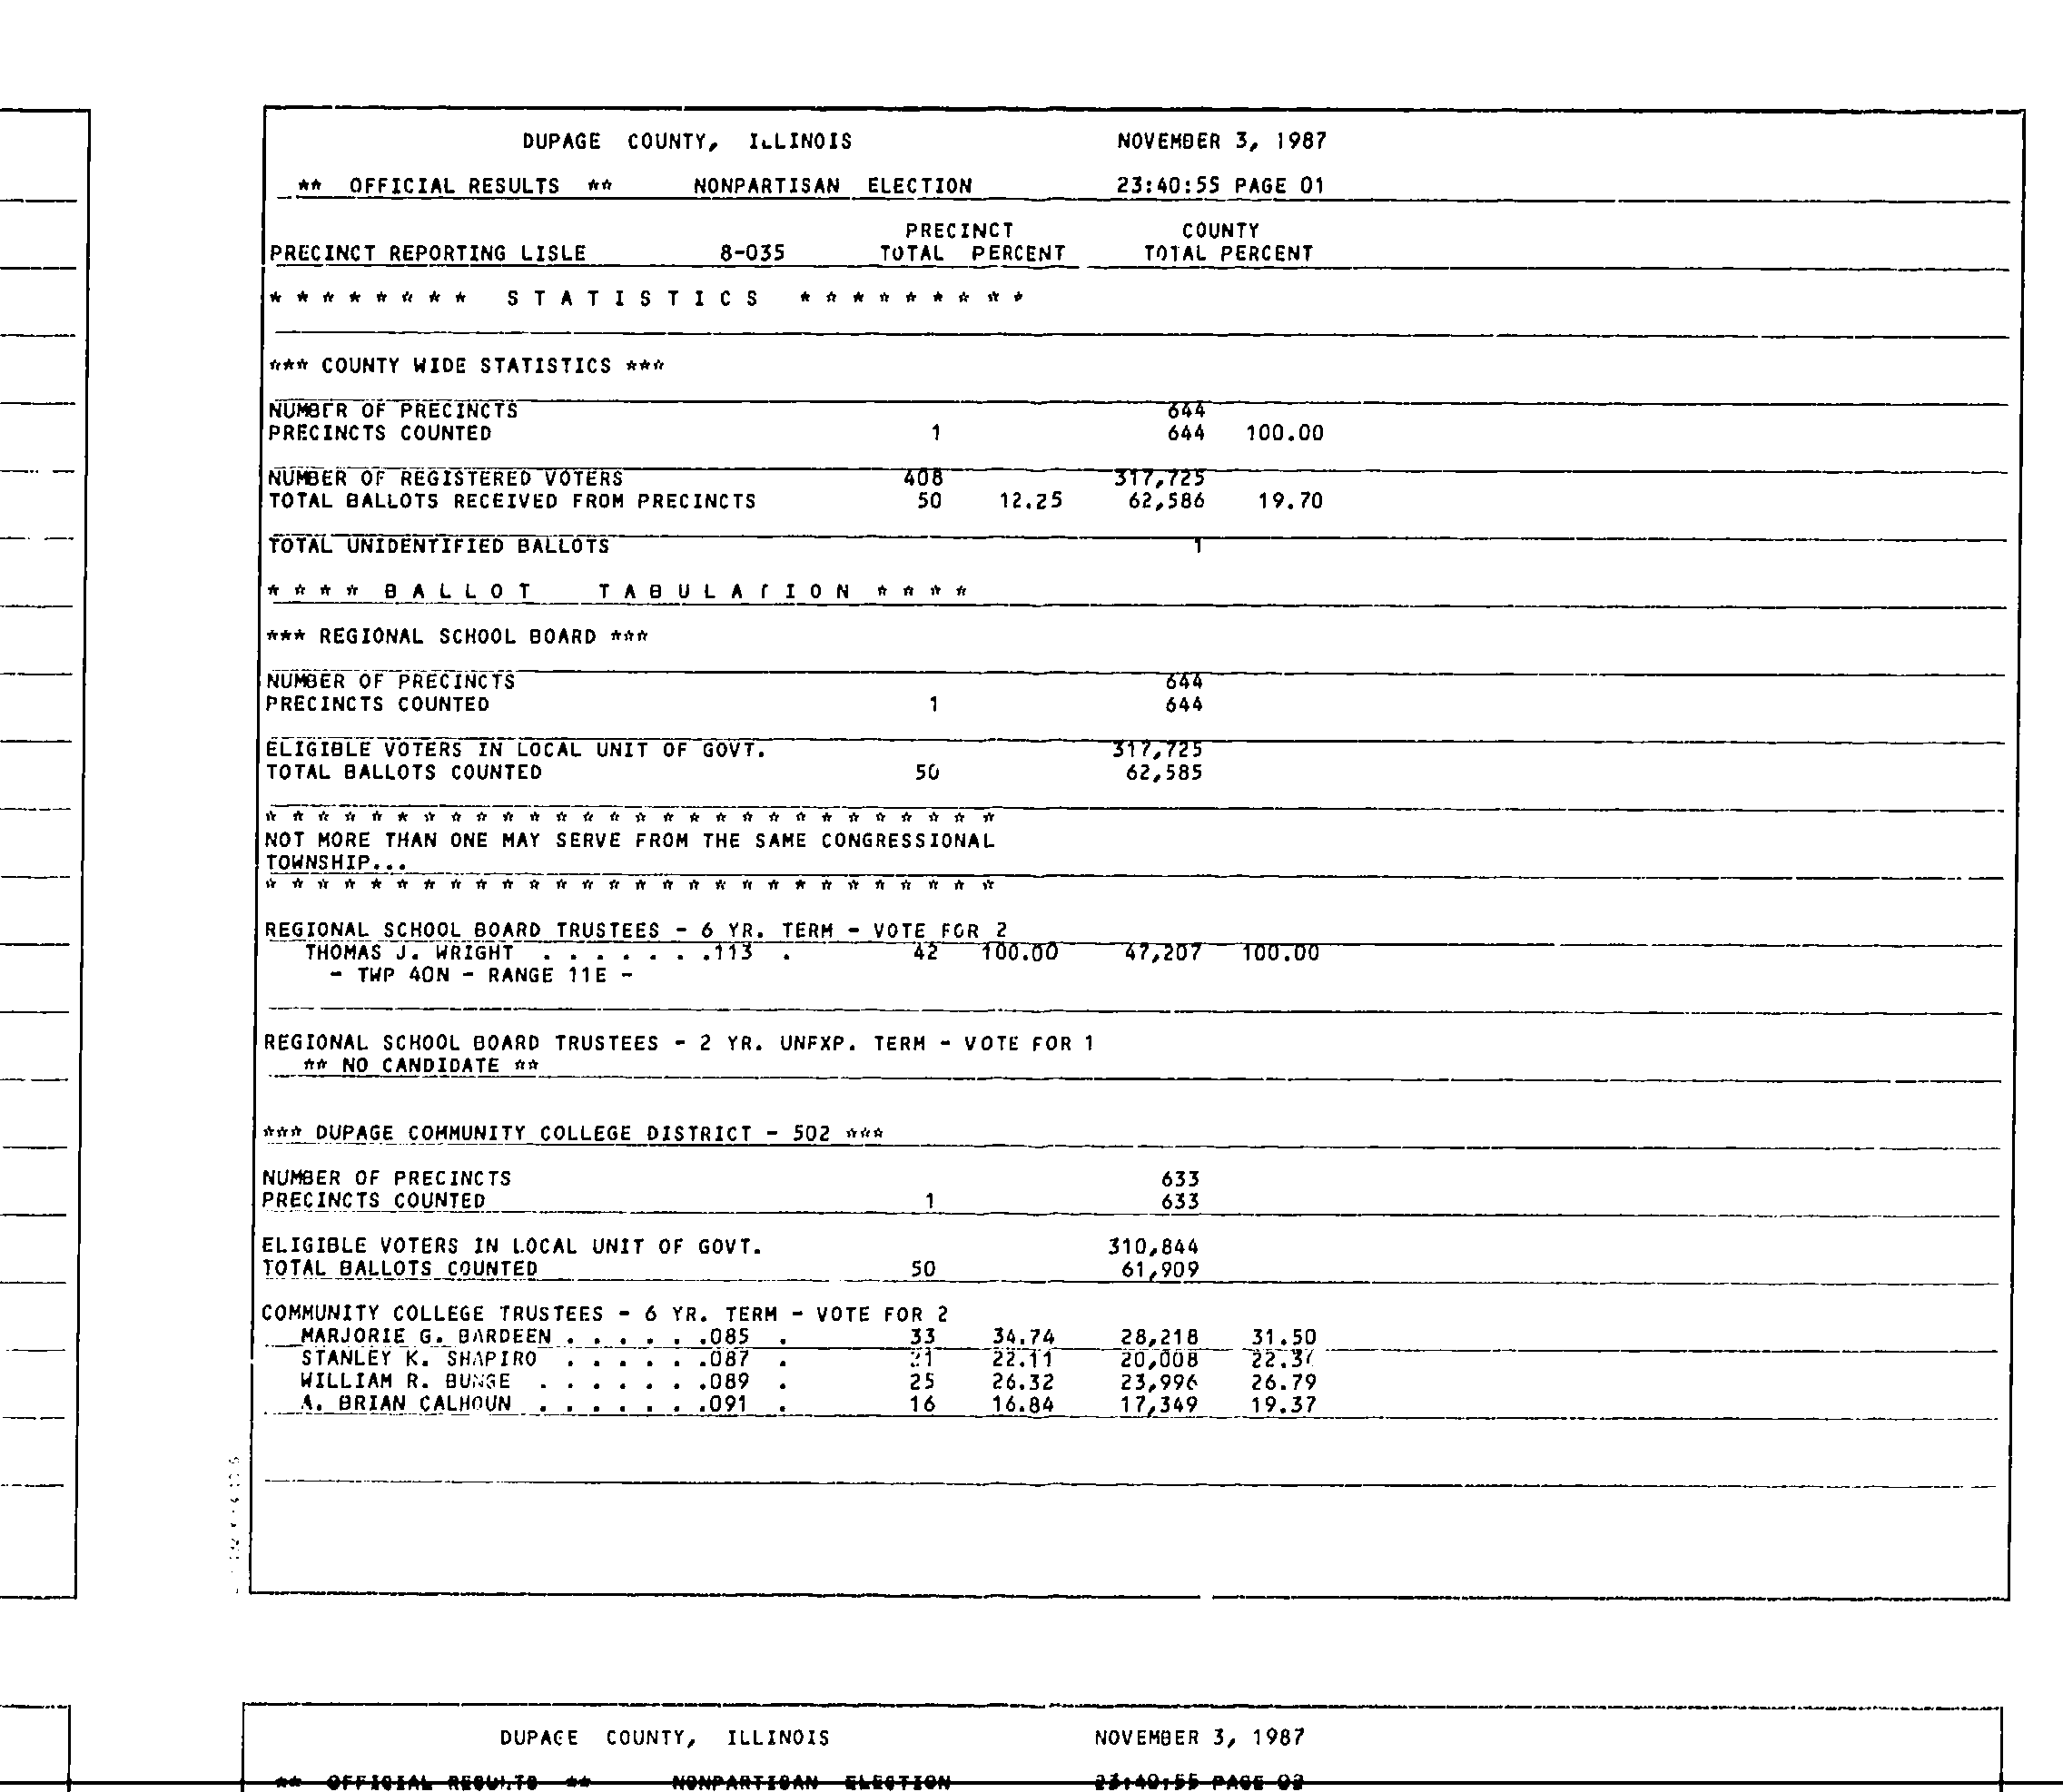 DUPAGE COUNTY, ILLINOIS NOVEMBER 3, 1987
** OFFICIAL RESULTS ** NONPARTISAN ELECTION 23:40:55 PAGE 01
PRECINCT COUNTY
PRECINCT REPORTING LISLE 8-035 TOTAL PERCENT TOTAL PERCENT
* * * * * * * * S T A T I S T I C S * * * * * * * * *
*** COUNTY WIDE STATISTICS ***
NUMBER OF PRECINCTS 644
PRECINCTS COUNTED 1 644 100.00
NUMBER OF REGISTERED VOTERS 408 317,725
TOTAL BALLOTS RECEIVED FROM PRECINCTS 50 12.25 62,586 19.70
TOTAL UNIDENTIFIED BALLOTS 1
* * * * B A L L O T T A B U L A T I O N * * * *
*** REGIONAL SCHOOL BOARD ***
NUMBER OF PRECINCTS 644
PRECINCTS COUNTED 1 644
ELIGIBLE VOTERS IN LOCAL UNIT OF GOVT. 317,725
TOTAL BALLOTS COUNTED 50 62,585
* * * * * * * * * * * * * * * * * * * * * * * * * * * *
NOT MORE THAN ONE MAY SERVE FROM THE SAME CONGRESSIONAL
TOWNSHIP...
* * * * * * * * * * * * * * * * * * * * * * * * * * * *
REGIONAL SCHOOL BOARD TRUSTEES - 6 YR. TERM - VOTE FOR 2
THOMAS J. WRIGHT . . . . . . .113 . 42 100.00 47,207 100.00
- TWP 40N - RANGE 11E -
REGIONAL SCHOOL BOARD TRUSTEES - 2 YR. UNEXP. TERM - VOTE FOR 1
** NO CANDIDATE **
*** DUPAGE COMMUNITY COLLEGE DISTRICT - 502 ***
NUMBER OF PRECINCTS 633
PRECINCTS COUNTED 1 633
ELIGIBLE VOTERS IN LOCAL UNIT OF GOVT. 310,844
TOTAL BALLOTS COUNTED 50 61,909
COMMUNITY COLLEGE TRUSTEES - 6 YR. TERM - VOTE FOR 2
MARJORIE G. BARDEEN . . . . . .085 . 33 34.74 28,218 31.50
STANLEY K. SHAPIRO . . . . . .087 . 21 22.11 20,008
WILLIAM R. BUNGE . . . . . . .089 . 25 26.32 23,996 26.79
A. BRIAN CALHOUN . . . . . . .091 . 16 16.84 17,349 19.37
DUPAGE COUNTY, ILLINOIS NOVEMBER 3, 1987
** OFFICIAL RESULTS ** NONPARTISAN ELECTION 23:40:55 PAGE 02